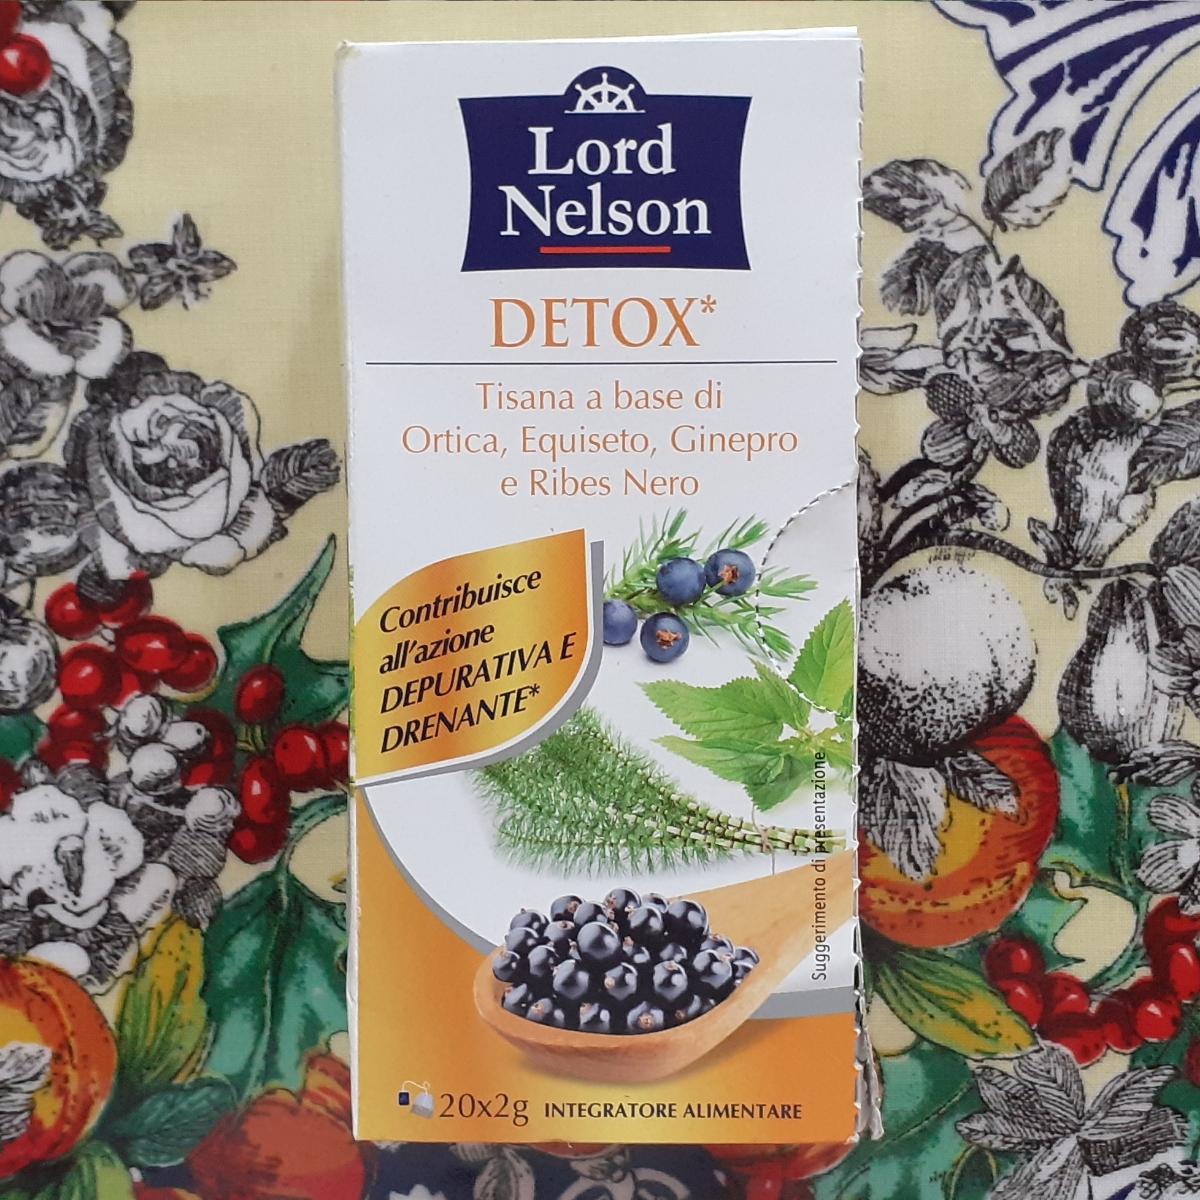 Lord
Nelson
DETOX*
Tisana a base di
Ortica, Equiseto, Ginepro
e Ribes Nero
Contribuisce
all'azione
DEPURATIVA E
DRENANTE*
Suggerimento di presentazione
20x2g INTEGRATORE ALIMENTARE